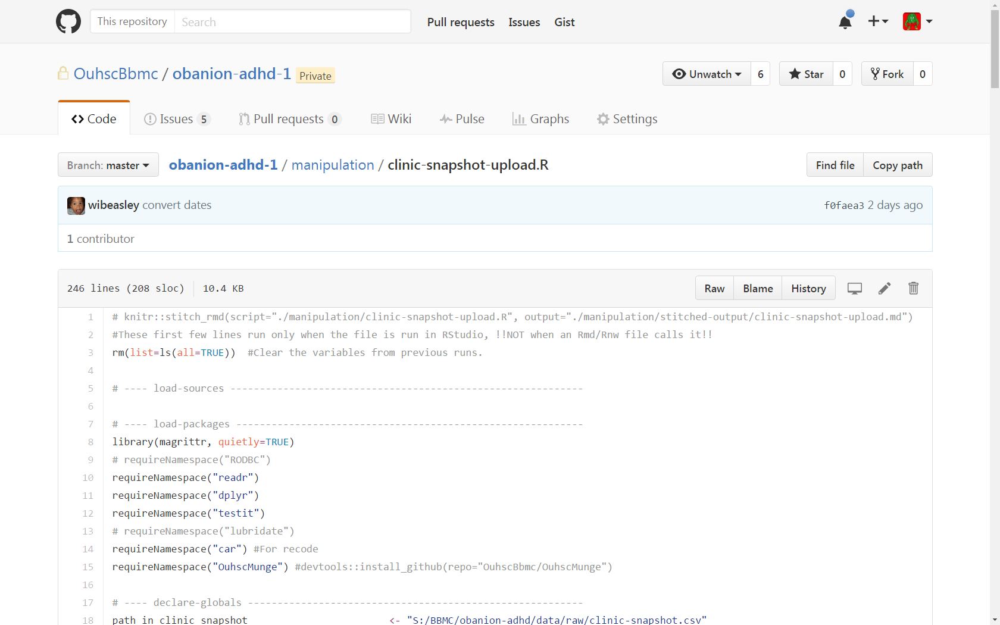 This repository Search Pull requests Issues Gist
OuhscBbmc / obanion-adhd-1 Private Unwatch 6 Star 0 Fork 0
Code Issues 5 Pull requests 0 Wiki Pulse Graphs Settings
Branch: master obanion-adhd-1 / manipulation / clinic-snapshot-upload.R Find file Copy path
wibeasley convert dates f0faea3 2 days ago
1 contributor
246 lines (208 sloc) 10.4 KB Raw Blame History
1 # knitr::stitch_rmd(script="./manipulation/clinic-snapshot-upload.R", output="./manipulation/stitched-output/clinic-snapshot-upload.md")
2 #These first few lines run only when the file is run in RStudio, !!NOT when an Rmd/Rnw file calls it!!
3 rm(list=ls(all=TRUE))  #Clear the variables from previous runs.
4
5 # ---- load-sources ------------------------------------------------------------
6
7 # ---- load-packages -----------------------------------------------------------
8 library(magrittr, quietly=TRUE)
9 # requireNamespace("RODBC")
10 requireNamespace("readr")
11 requireNamespace("dplyr")
12 requireNamespace("testit")
13 # requireNamespace("lubridate")
14 requireNamespace("car") #For recode
15 requireNamespace("OuhscMunge") #devtools::install_github(repo="OuhscBbmc/OuhscMunge")
16
17 # ---- declare-globals ---------------------------------------------------------
18 path_in_clinic_snapshot <- "S:/BBMC/obanion-adhd/data/raw/clinic-snapshot.csv"